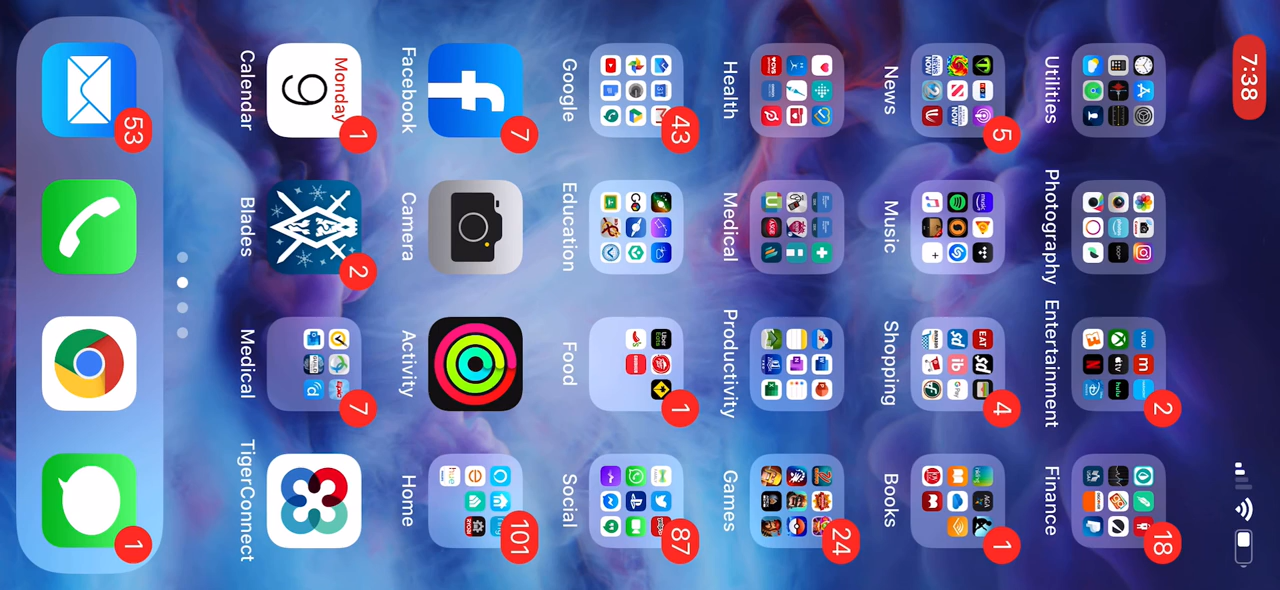 7:38
Utilities Photography Entertainment Finance
2 18
News Music Shopping Books
5 4 1
Health Medical Productivity Games
24
Google Education Food Social
43 1 87
Facebook Camera Activity Home
7 101
Monday
9
Calendar Blades Medical TigerConnect
1 2 7
53 1